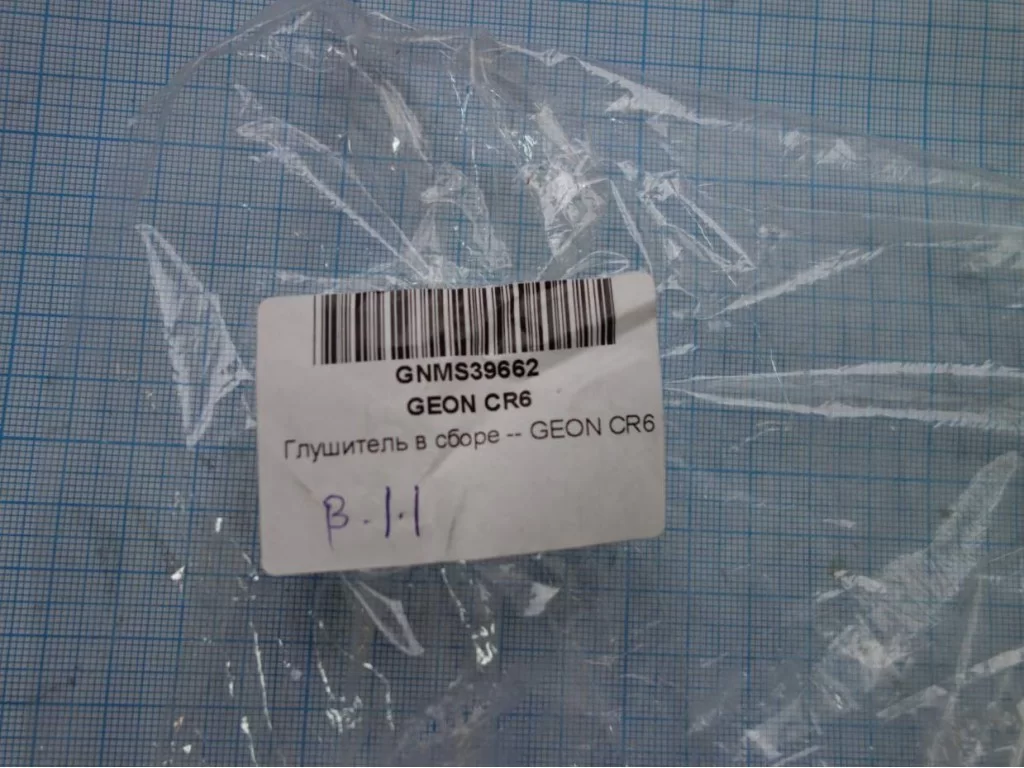 GNMS39662
GEON CR6
Глушитель в сборе -- GEON CR6
В.1.1